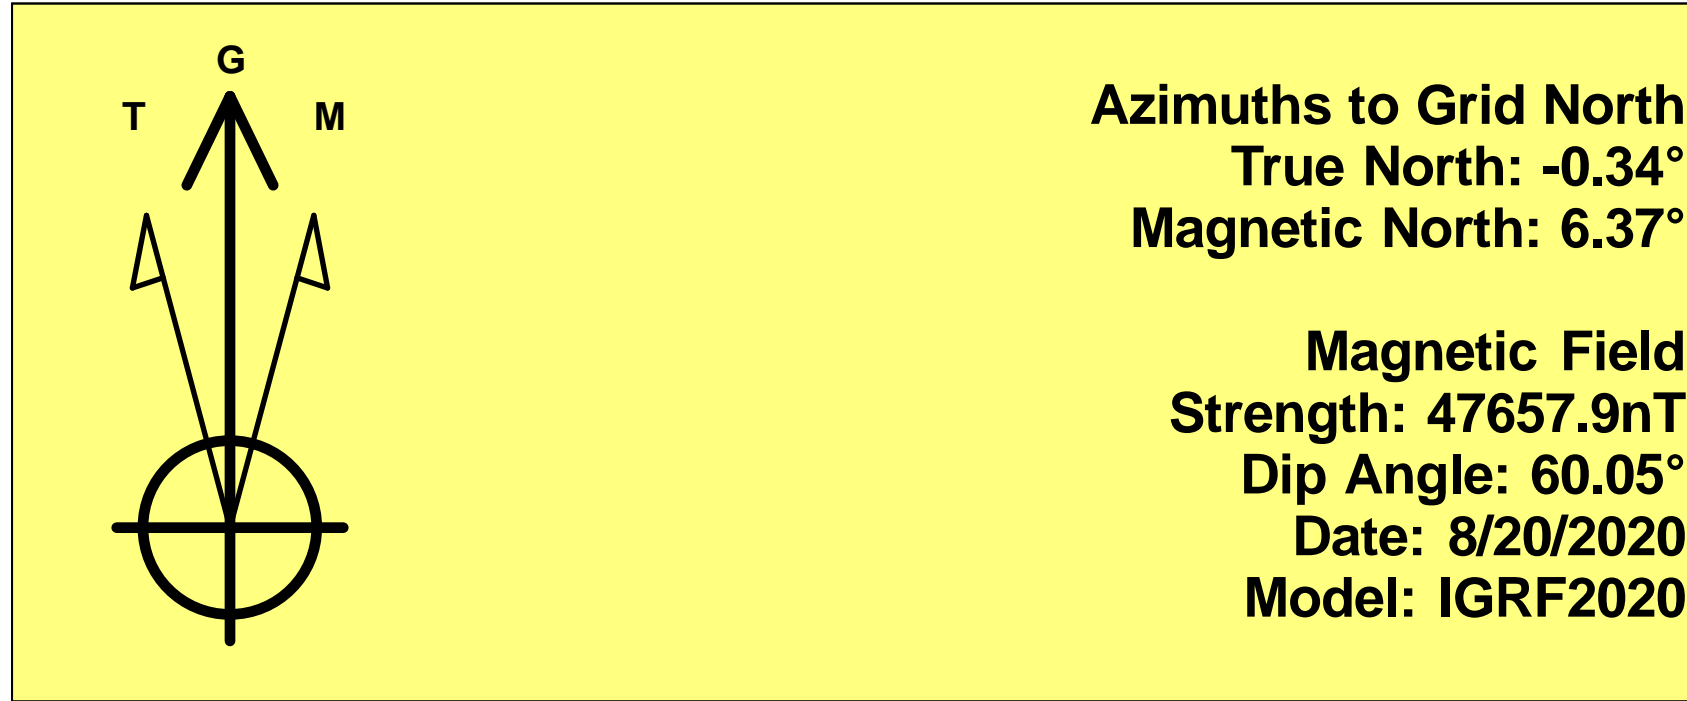 G
T M
Azimuths to Grid North
True North: -0.34°
Magnetic North: 6.37°
Magnetic Field
Strength: 47657.9nT
Dip Angle: 60.05°
Date: 8/20/2020
Model: IGRF2020